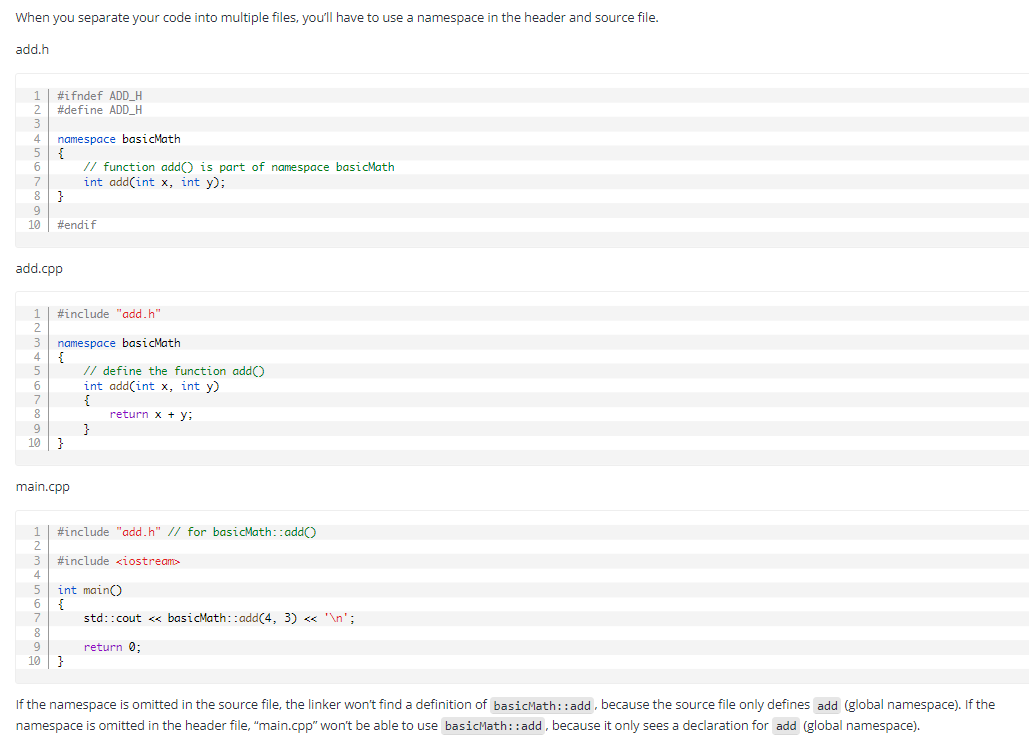 When you separate your code into multiple files, you’ll have to use a namespace in the header and source file.
add.h
1 #ifndef ADD_H
2 #define ADD_H
3
4 namespace basicMath
5 {
6     // function add() is part of namespace basicMath
7     int add(int x, int y);
8 }
9
10 #endif
add.cpp
1 #include "add.h"
2
3 namespace basicMath
4 {
5     // define the function add()
6     int add(int x, int y)
7     {
8         return x + y;
9     }
10 }
main.cpp
1 #include "add.h" // for basicMath::add()
2
3 #include <iostream>
4
5 int main()
6 {
7     std::cout << basicMath::add(4, 3) << '\n';
8
9     return 0;
10 }
If the namespace is omitted in the source file, the linker won’t find a definition of basicMath::add, because the source file only defines add (global namespace). If the
namespace is omitted in the header file, “main.cpp” won’t be able to use basicMath::add, because it only sees a declaration for add (global namespace).